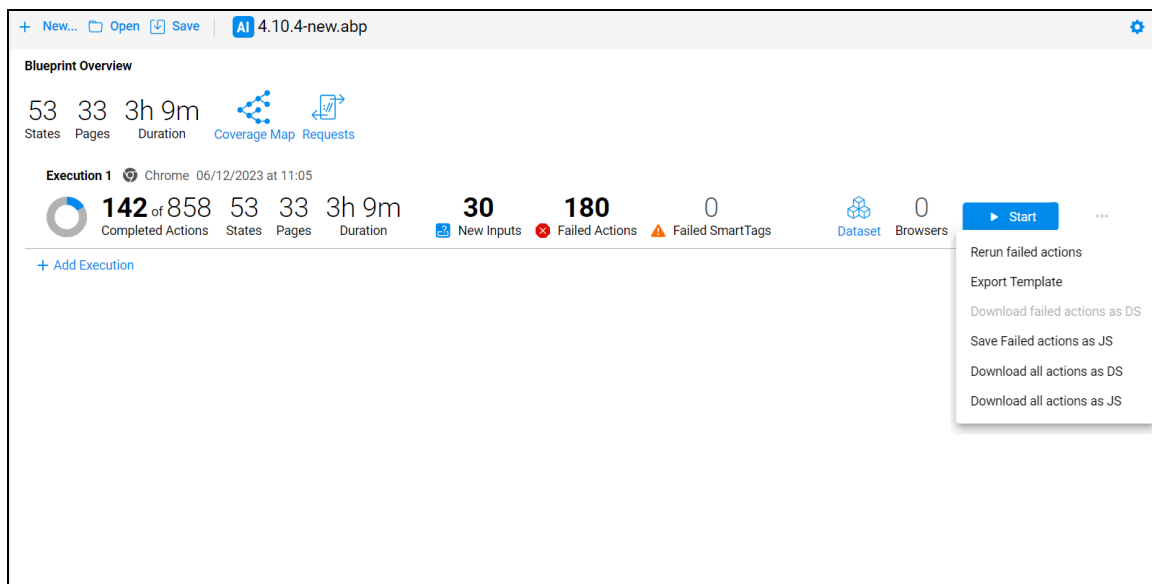 + New... Open Save AI 4.10.4-new.abp
Blueprint Overview
53 33 3h 9m
States Pages Duration Coverage Map Requests
Execution 1 Chrome 06/12/2023 at 11:05
142 of 858 53 33 3h 9m 30 180 0 0 Start ...
Completed Actions States Pages Duration New Inputs Failed Actions Failed SmartTags Dataset Browsers
+ Add Execution
Rerun failed actions
Export Template
Download failed actions as DS
Save Failed actions as JS
Download all actions as DS
Download all actions as JS